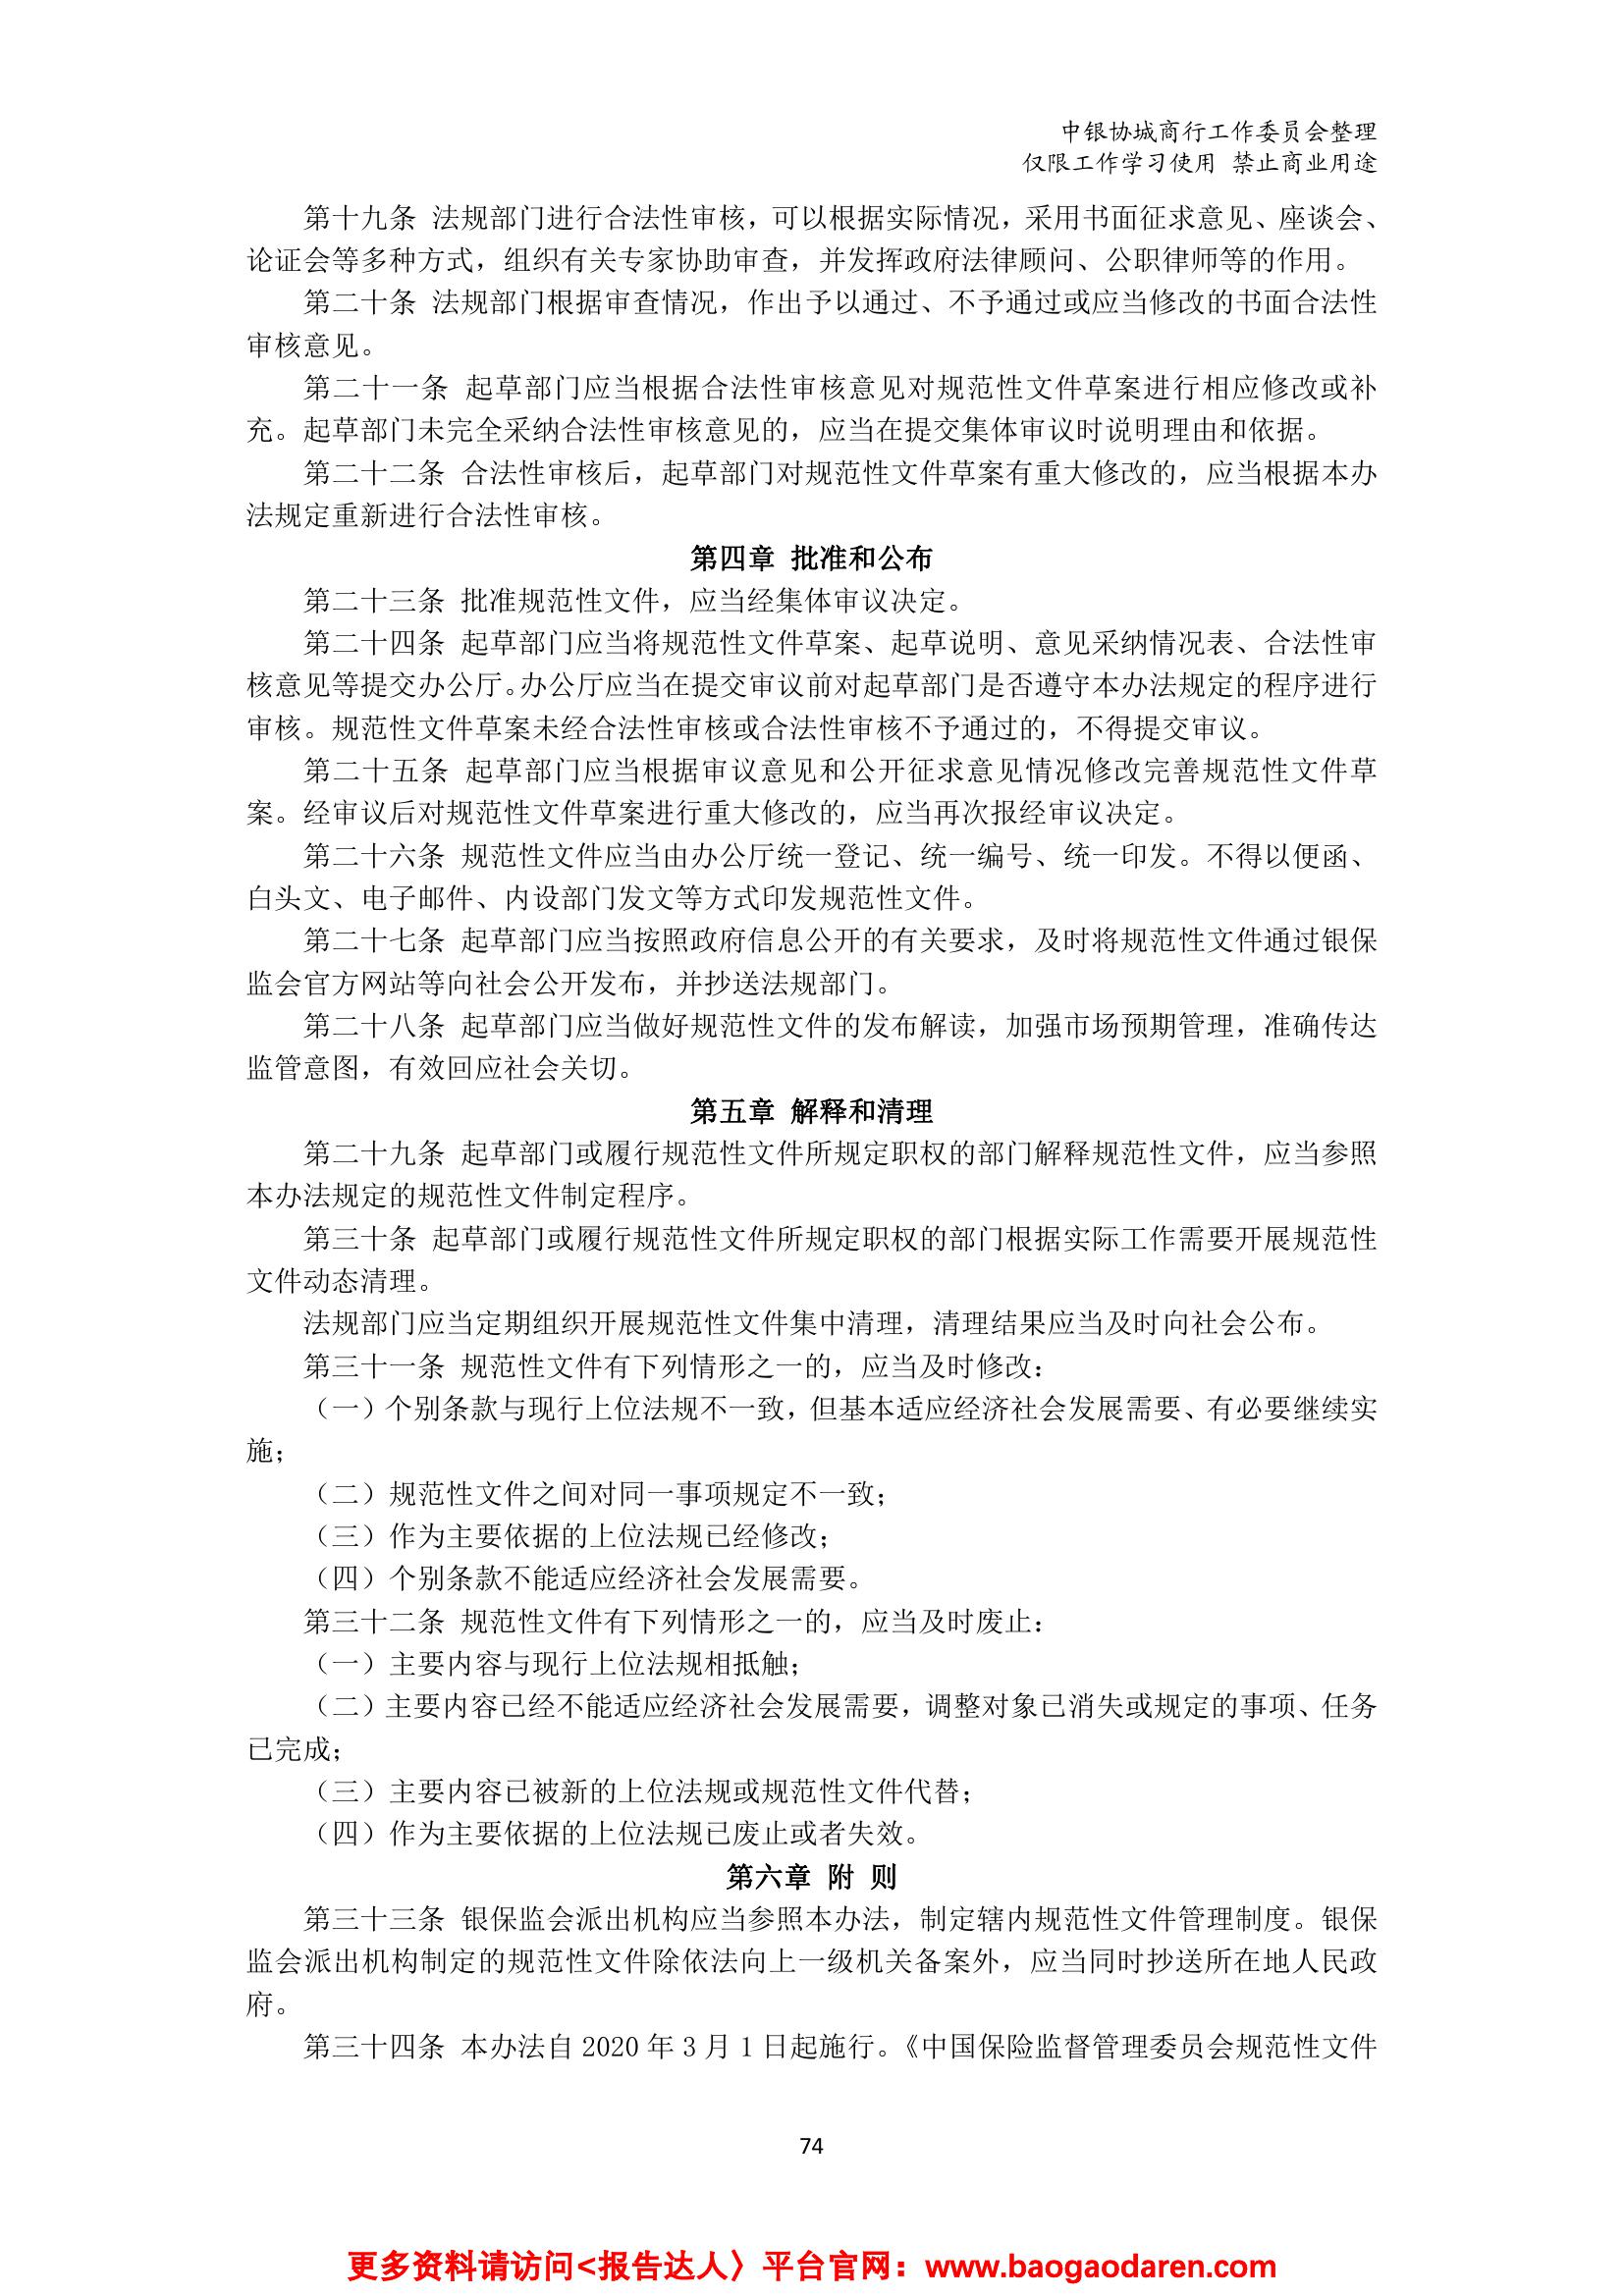 中银协城商行工作委员会整理
仅限工作学习使用 禁止商业用途
第十九条 法规部门进行合法性审核，可以根据实际情况，采用书面征求意见、座谈会、
论证会等多种方式，组织有关专家协助审查，并发挥政府法律顾问、公职律师等的作用。
第二十条 法规部门根据审查情况，作出予以通过、不予通过或应当修改的书面合法性
审核意见。
第二十一条 起草部门应当根据合法性审核意见对规范性文件草案进行相应修改或补
充。起草部门未完全采纳合法性审核意见的，应当在提交集体审议时说明理由和依据。
第二十二条 合法性审核后，起草部门对规范性文件草案有重大修改的，应当根据本办
法规定重新进行合法性审核。
第四章 批准和公布
第二十三条 批准规范性文件，应当经集体审议决定。
第二十四条 起草部门应当将规范性文件草案、起草说明、意见采纳情况表、合法性审
核意见等提交办公厅。办公厅应当在提交审议前对起草部门是否遵守本办法规定的程序进行
审核。规范性文件草案未经合法性审核或合法性审核不予通过的，不得提交审议。
第二十五条 起草部门应当根据审议意见和公开征求意见情况修改完善规范性文件草
案。经审议后对规范性文件草案进行重大修改的，应当再次报经审议决定。
第二十六条 规范性文件应当由办公厅统一登记、统一编号、统一印发。不得以便函、
白头文、电子邮件、内设部门发文等方式印发规范性文件。
第二十七条 起草部门应当按照政府信息公开的有关要求，及时将规范性文件通过银保
监会官方网站等向社会公开发布，并抄送法规部门。
第二十八条 起草部门应当做好规范性文件的发布解读，加强市场预期管理，准确传达
监管意图，有效回应社会关切。
第五章 解释和清理
第二十九条 起草部门或履行规范性文件所规定职权的部门解释规范性文件，应当参照
本办法规定的规范性文件制定程序。
第三十条 起草部门或履行规范性文件所规定职权的部门根据实际工作需要开展规范性
文件动态清理。
法规部门应当定期组织开展规范性文件集中清理，清理结果应当及时向社会公布。
第三十一条 规范性文件有下列情形之一的，应当及时修改：
（一）个别条款与现行上位法规不一致，但基本适应经济社会发展需要、有必要继续实
施；
（二）规范性文件之间对同一事项规定不一致；
（三）作为主要依据的上位法规已经修改；
（四）个别条款不能适应经济社会发展需要。
第三十二条 规范性文件有下列情形之一的，应当及时废止：
（一）主要内容与现行上位法规相抵触；
（二）主要内容已经不能适应经济社会发展需要，调整对象已消失或规定的事项、任务
已完成；
（三）主要内容已被新的上位法规或规范性文件代替；
（四）作为主要依据的上位法规已废止或者失效。
第六章 附 则
第三十三条 银保监会派出机构应当参照本办法，制定辖内规范性文件管理制度。银保
监会派出机构制定的规范性文件除依法向上一级机关备案外，应当同时抄送所在地人民政
府。
第三十四条 本办法自 2020 年 3 月 1 日起施行。《中国保险监督管理委员会规范性文件
74
更多资料请访问<报告达人〉平台官网：www.baogaodaren.com